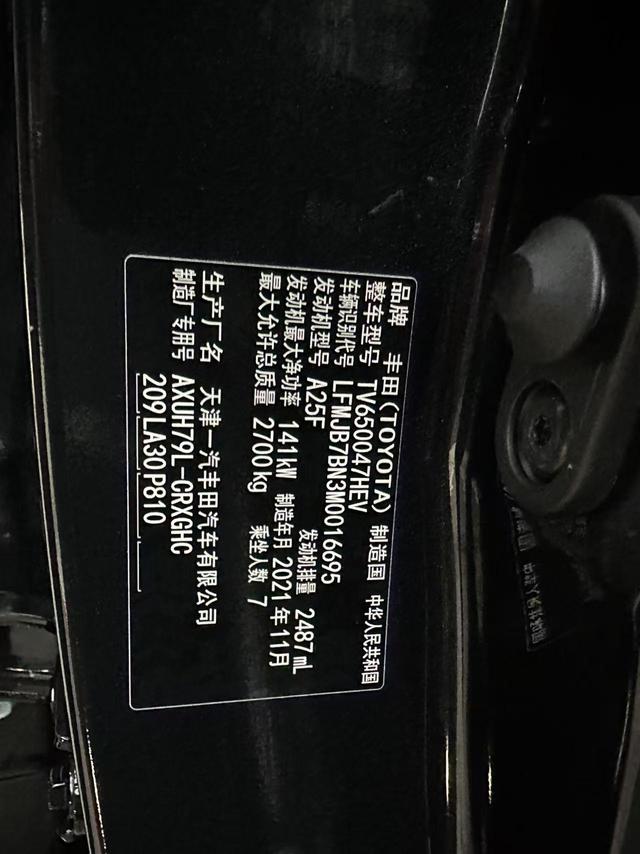 品牌 丰田(TOYOTA) 制造国 中华人民共和国
整车型号 TV650047HEV
车辆识别代号 LFMJB7BN3M0016695
发动机型号 A25F 发动机排量 2487mL
发动机最大净功率 141kW 制造年月 2021年11月
最大允许总质量 2700kg 乘坐人数 7
生产厂名 天津一汽丰田汽车有限公司
制造厂专用号 AXUH79L-CRXGHC
209LA30P810